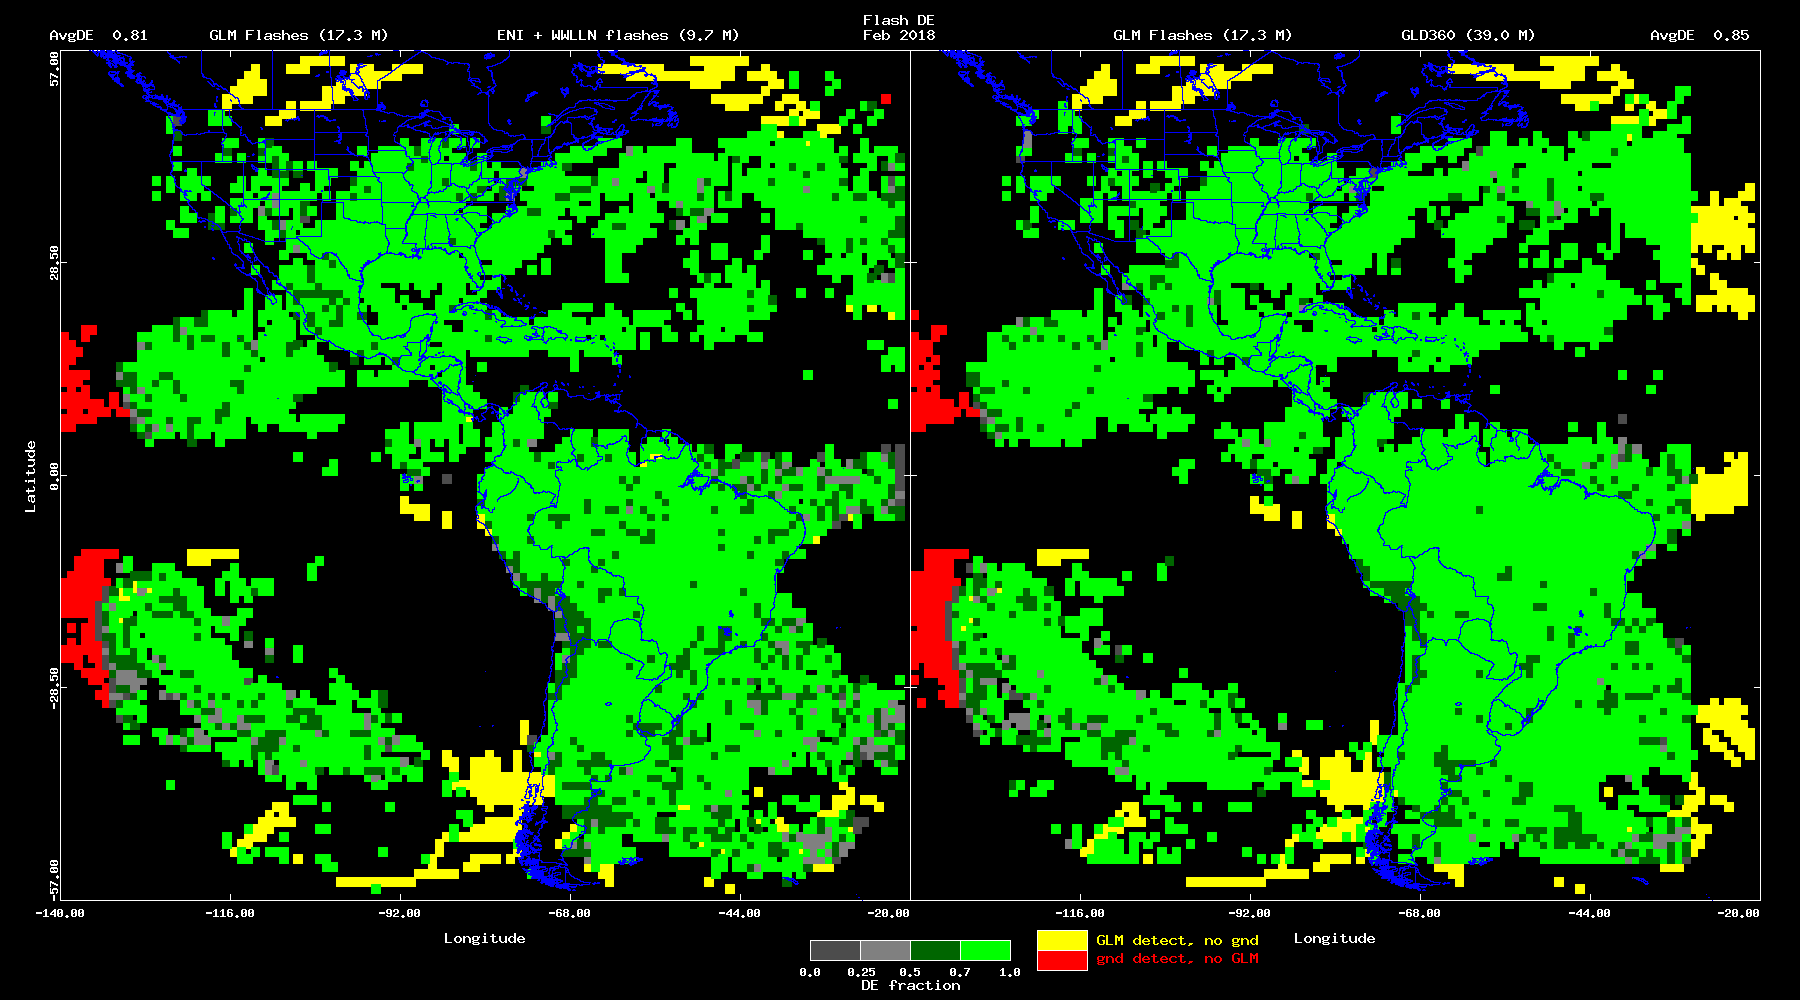 Flash DE
AvgDE 0.81 GLM Flashes (17.3 M) ENI + WWLLN flashes (9.7 M) Feb 2018 GLM Flashes (17.3 M) GLD360 (39.0 M) AvgDE 0.85
57.00
28.50
0.00
-28.50
-57.00
Latitude
-140.00 -116.00 -92.00 -68.00 -44.00 -20.00 -116.00 -92.00 -68.00 -44.00 -20.00
Longitude Longitude
GLM detect, no gnd
gnd detect, no GLM
0.0 0.25 0.5 0.7 1.0
DE fraction